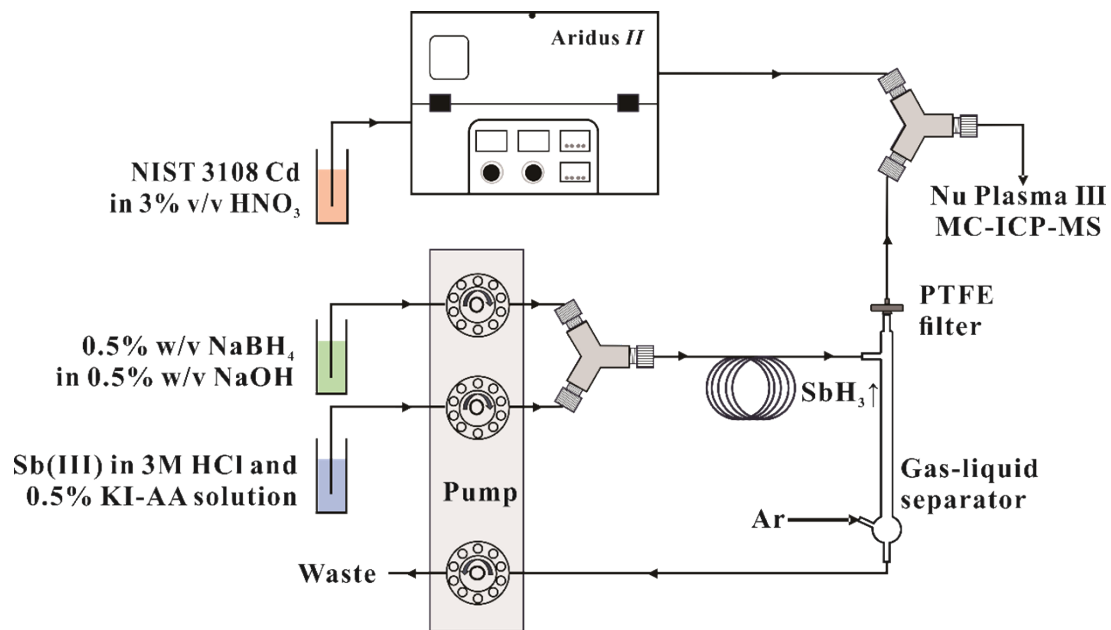 Aridus II
NIST 3108 Cd
in 3% v/v HNO₃
Nu Plasma III
MC-ICP-MS
PTFE
filter
0.5% w/v NaBH₄
in 0.5% w/v NaOH
SbH₃↑
Sb(III) in 3M HCl and
0.5% KI-AA solution
Pump
Gas-liquid
separator
Ar
Waste